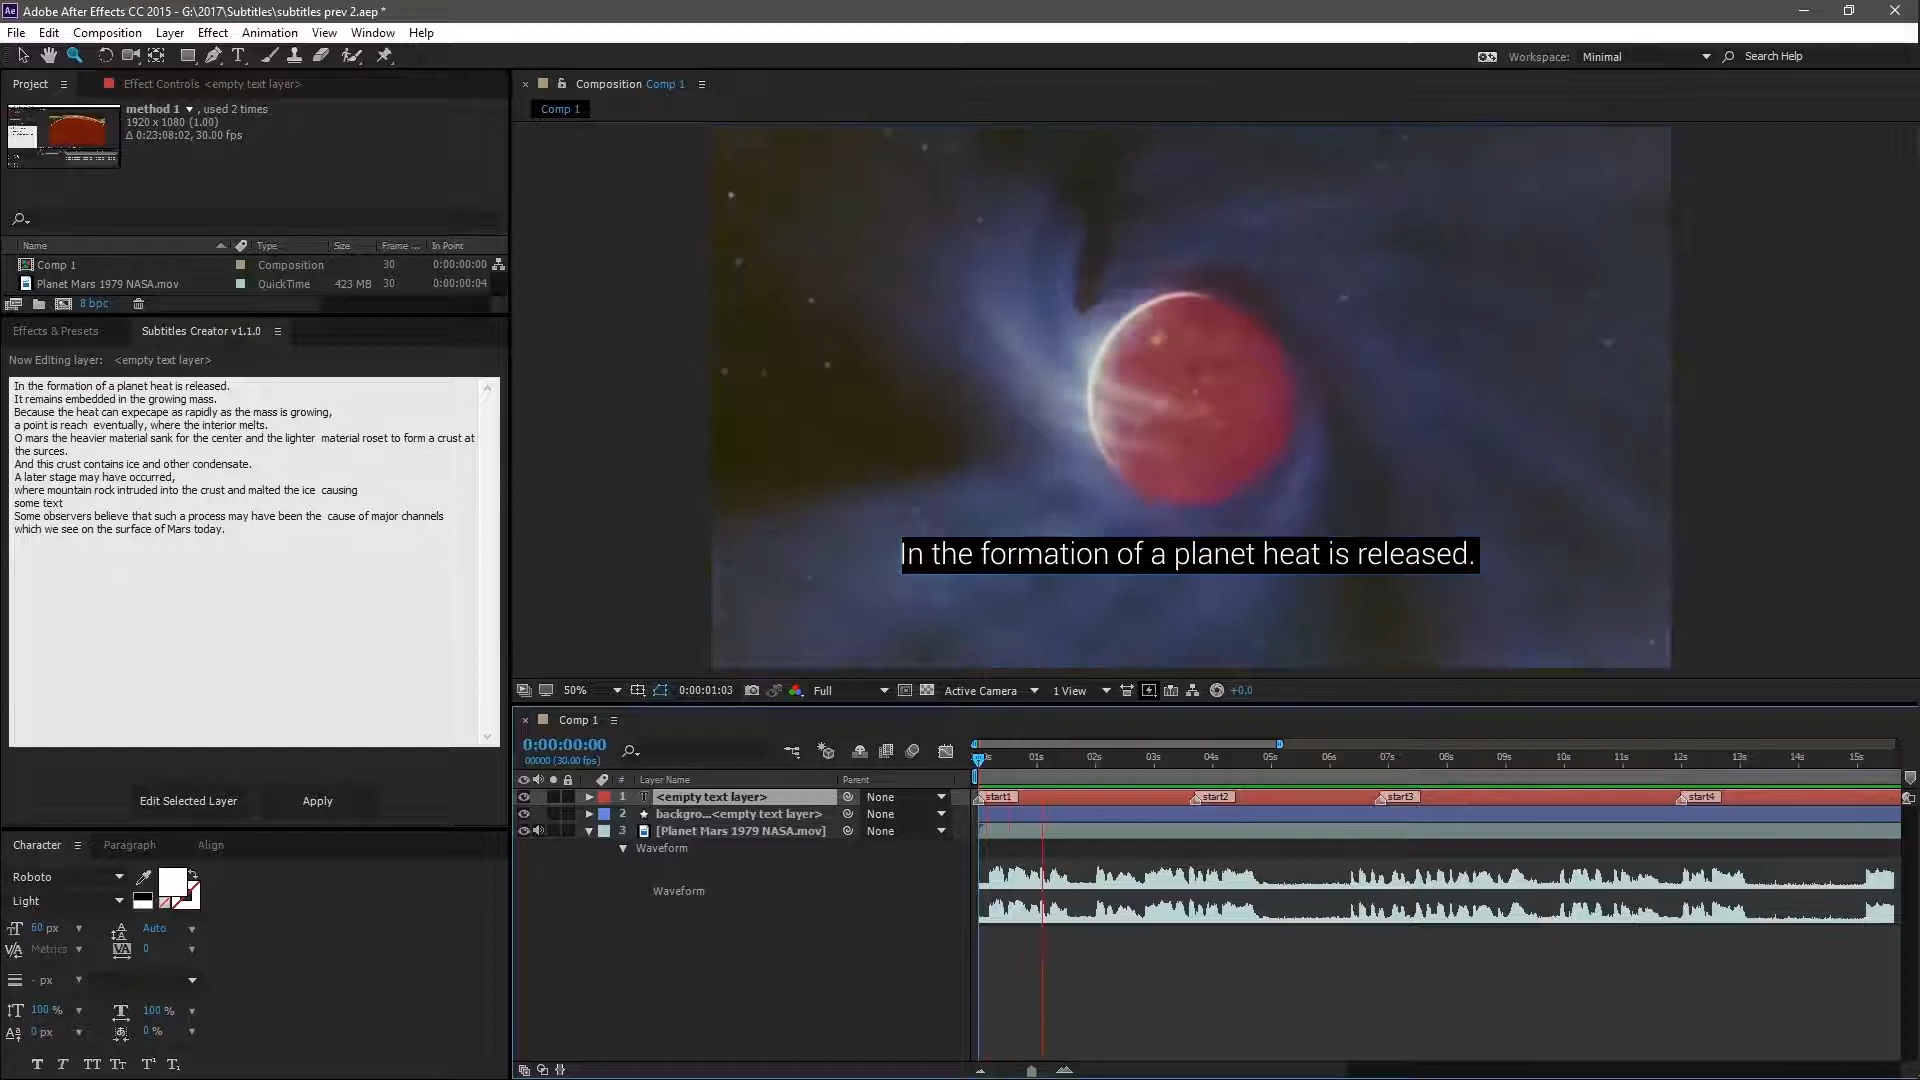 Adobe After Effects CC 2015 - G:\2017\Subtitles\subtitles prev 2.aep *
File Edit Composition Layer Effect Animation View Window Help
Workspace: Minimal Search Help
Project Effect Controls <empty text layer>
method 1 , used 2 times
1920 x 1080 (1.00)
Δ 0:23:08:02, 30.00 fps
Name Type Size Frame ... In Point
Comp 1 Composition 30 0:00:00:00
Planet Mars 1979 NASA.mov QuickTime 423 MB 30 0:00:00:04
8 bpc
Effects & Presets Subtitles Creator v1.1.0
Now Editing layer: <empty text layer>
In the formation of a planet heat is released.
It remains embedded in the growing mass.
Because the heat can expecape as rapidly as the mass is growing,
a point is reach eventually, where the interior melts.
O mars the heavier material sank for the center and the lighter material roset to form a crust at
the surces.
And this crust contains ice and other condensate.
A later stage may have occurred,
where mountain rock intruded into the crust and malted the ice causing
some text
Some observers believe that such a process may have been the cause of major channels
which we see on the surface of Mars today.
Edit Selected Layer Apply
Character Paragraph Align
Roboto
Light
60 px Auto
Metrics 0
- px
100 % 100 %
0 px 0 %
T T TT Tt T¹ T₁
Composition Comp 1
Comp 1
In the formation of a planet heat is released.
50% 0:00:01:03 Full Active Camera 1 View +0.0
Comp 1
0:00:00:00
00000 (30.00 fps)
01s 02s 03s 04s 05s 06s 07s 08s 09s 10s 11s 12s 13s 14s 15s
# Layer Name Parent
1 <empty text layer> None start1 start2 start3 start4
2 backgro...<empty text layer> None
3 [Planet Mars 1979 NASA.mov] None
Waveform
Waveform